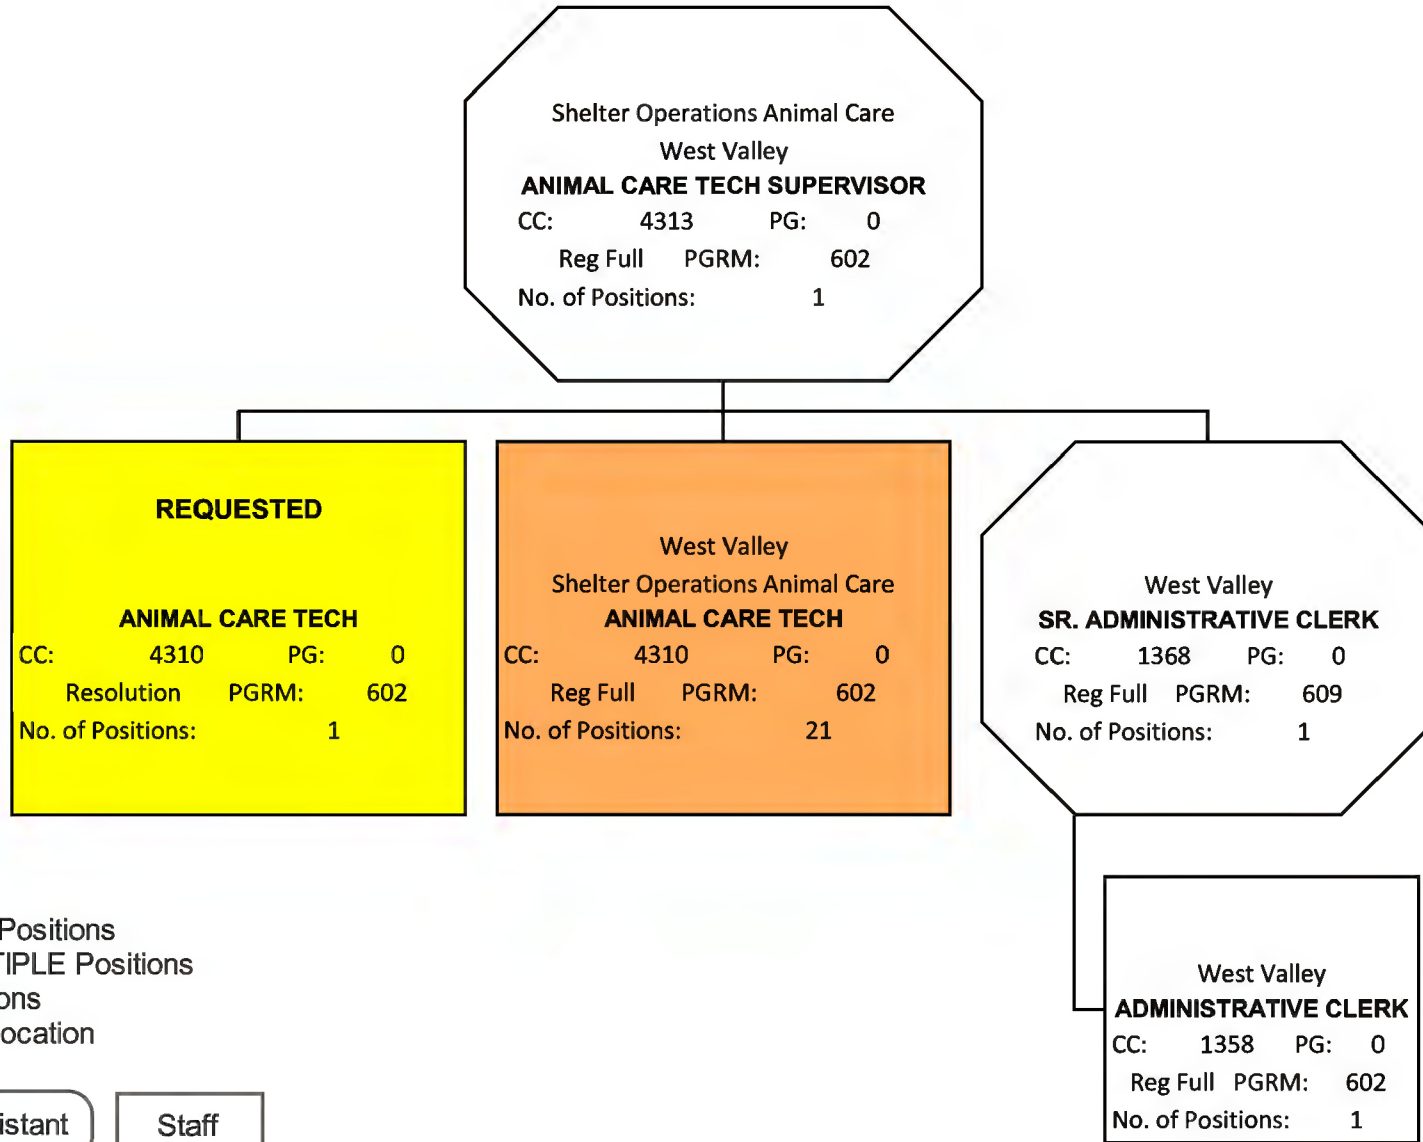 Shelter Operations Animal Care
West Valley
ANIMAL CARE TECH SUPERVISOR
CC: 4313 PG: 0
Reg Full PGRM: 602
No. of Positions: 1
REQUESTED
ANIMAL CARE TECH
CC: 4310 PG: 0
Resolution PGRM: 602
No. of Positions: 1
West Valley
Shelter Operations Animal Care
ANIMAL CARE TECH
CC: 4310 PG: 0
Reg Full PGRM: 602
No. of Positions: 21
West Valley
SR. ADMINISTRATIVE CLERK
CC: 1368 PG: 0
Reg Full PGRM: 609
No. of Positions: 1
West Valley
ADMINISTRATIVE CLERK
CC: 1358 PG: 0
Reg Full PGRM: 602
No. of Positions: 1
Positions
TIPLE Positions
ons
ocation
istant
Staff